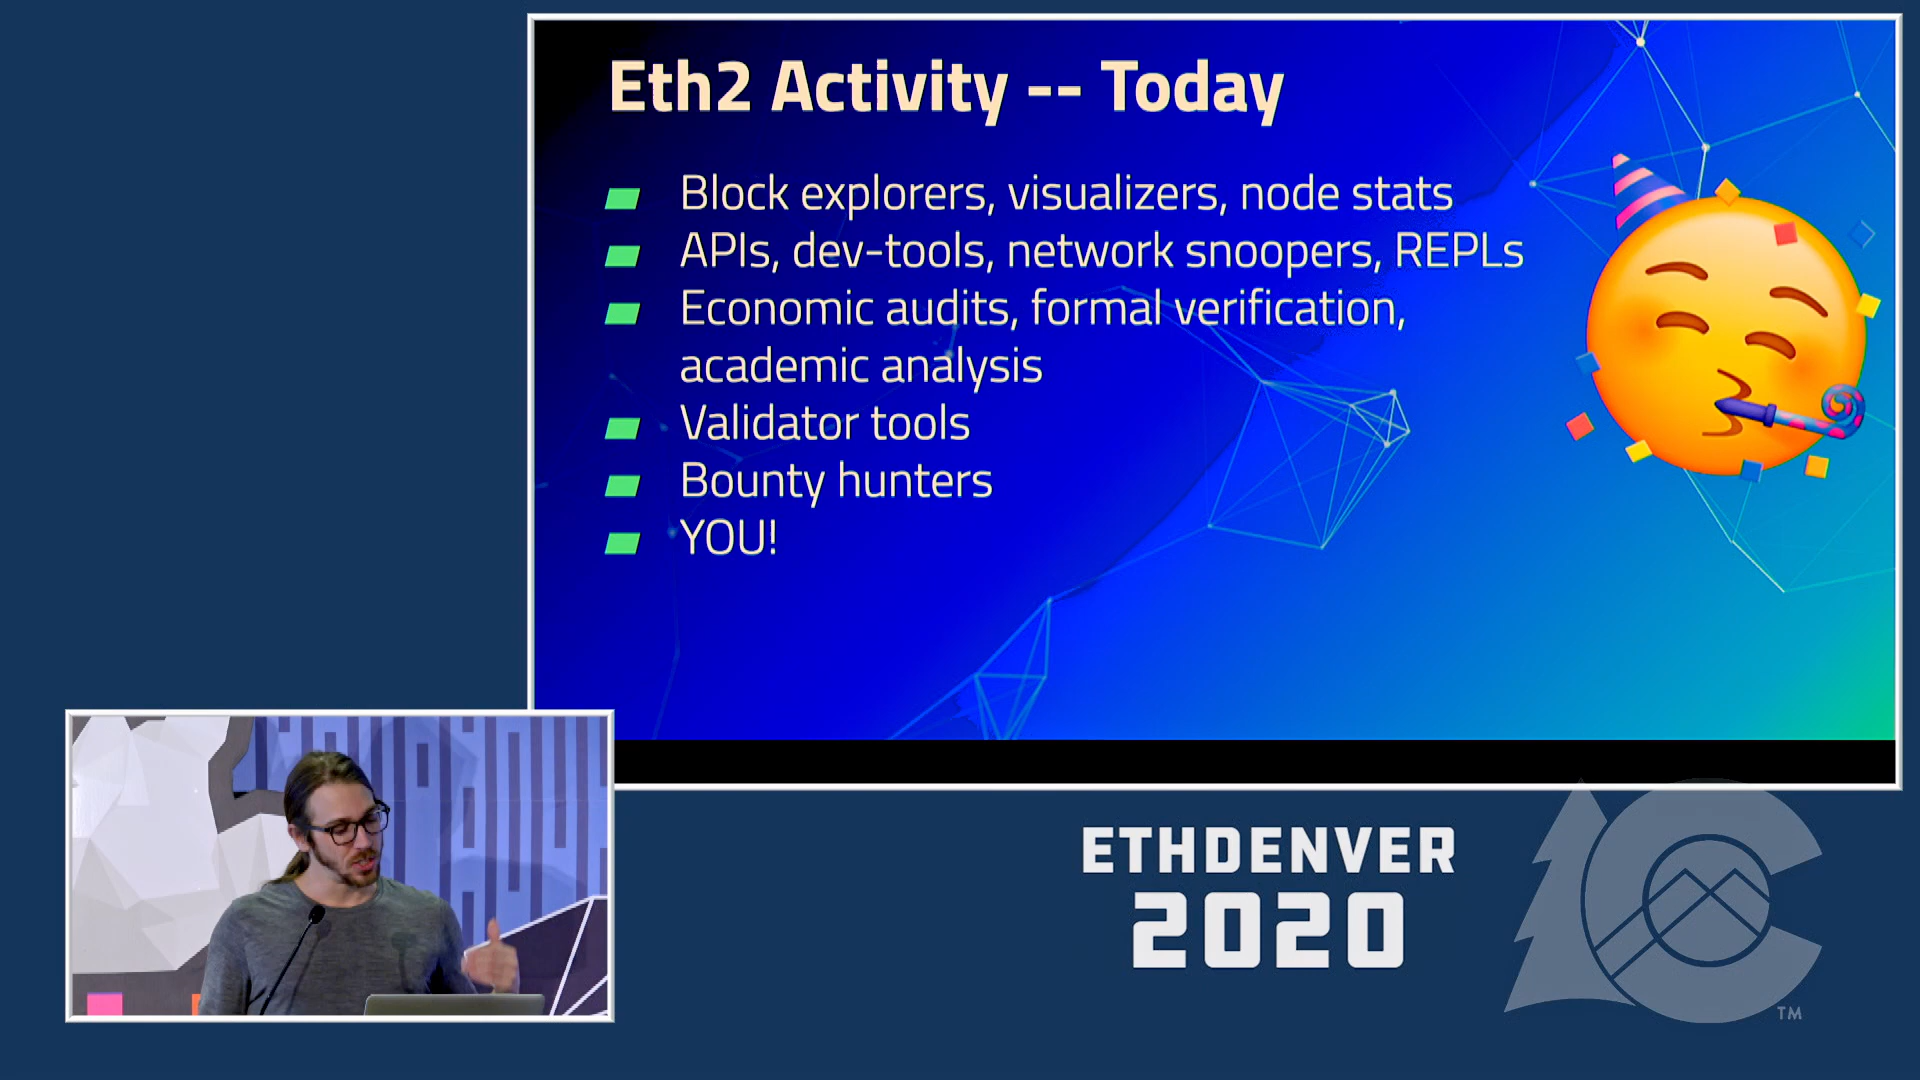 Eth2 Activity -- Today
Block explorers, visualizers, node stats
APIs, dev-tools, network snoopers, REPLs
Economic audits, formal verification,
academic analysis
Validator tools
Bounty hunters
YOU!
ETHDENVER
2020
TM